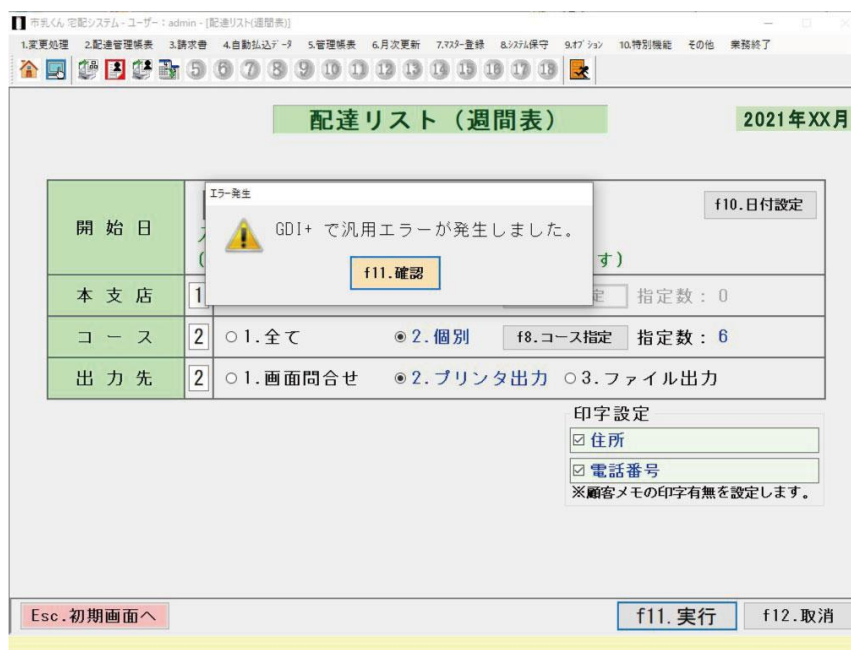 市乳くん 宅配システム - ユーザー : admin - [配達リスト(週間表)]
1.変更処理 2.配達管理帳表 3.請求書 4.自動払込データ 5.管理帳表 6.月次更新 7.マスター登録 8.システム保守 9.オプション 10.特別機能 その他 業務終了
5 6 7 8 9 10 11 12 13 14 15 16 17 18
配達リスト（週間表）
2021年XX月
エラー発生
GDI+ で汎用エラーが発生しました。
f11.確認
開始日
f10.日付設定
(
す)
本支店
1
定
指定数: 0
コース
2
1.全て
2.個別
f8.コース指定
指定数: 6
出力先
2
1.画面問合せ
2.プリンタ出力
3.ファイル出力
印字設定
住所
電話番号
※顧客メモの印字有無を設定します。
Esc.初期画面へ
f11.実行
f12.取消